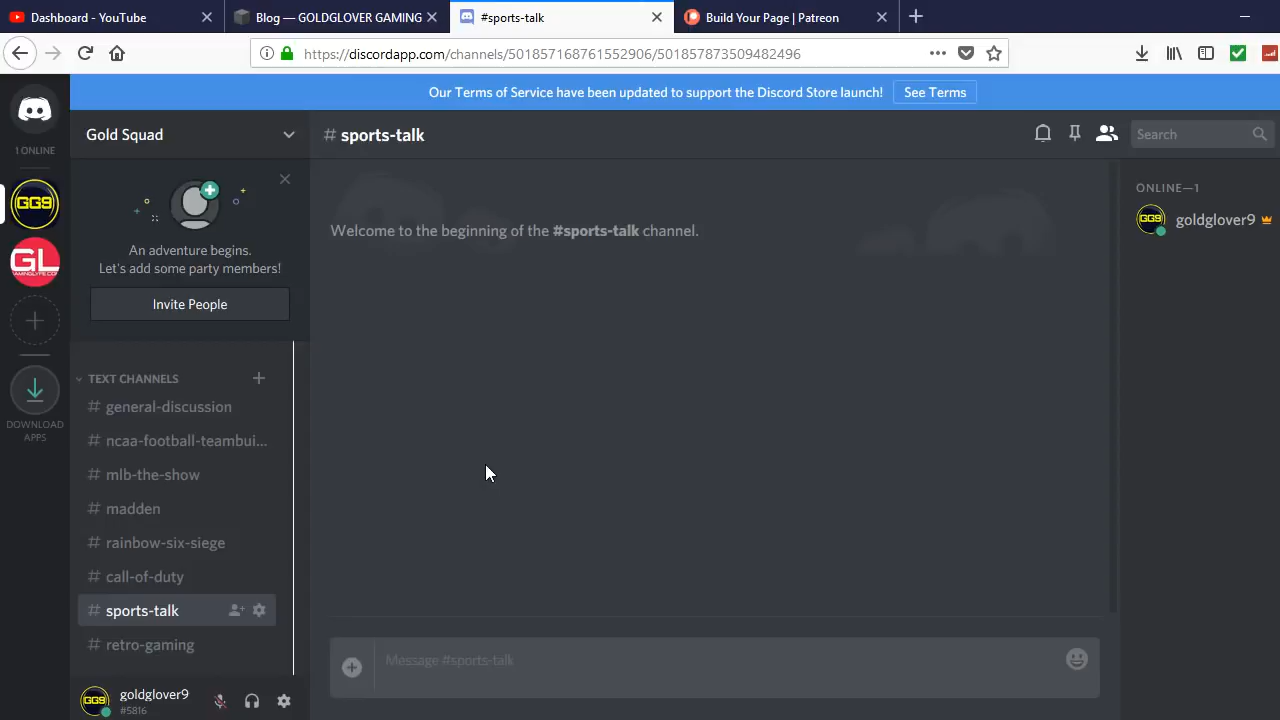 Dashboard - YouTube
Blog — GOLDGLOVER GAMING
#sports-talk
Build Your Page | Patreon
https://discordapp.com/channels/501857168761552906/501857873509482496
Our Terms of Service have been updated to support the Discord Store launch!
See Terms
1 ONLINE
Gold Squad
# sports-talk
Search
GG9
An adventure begins.
Let's add some party members!
Invite People
ONLINE—1
GG9
goldglover9
Welcome to the beginning of the #sports-talk channel.
GL
DOWNLOAD
APPS
TEXT CHANNELS
# general-discussion
# ncaa-football-teambui...
# mlb-the-show
# madden
# rainbow-six-siege
# call-of-duty
# sports-talk
# retro-gaming
Message #sports-talk
GG9
goldglover9
#5816